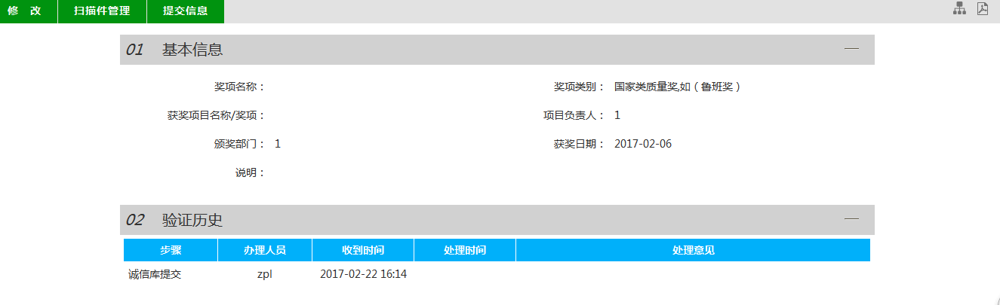 修 改 扫描件管理 提交信息
01 基本信息
奖项名称： 奖项类别： 国家类质量奖,如（鲁班奖）
获奖项目名称/奖项： 项目负责人： 1
颁奖部门： 1 获奖日期： 2017-02-06
说明：
02 验证历史
步骤 办理人员 收到时间 处理时间 处理意见
诚信库提交 zpl 2017-02-22 16:14